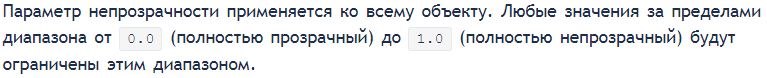 Параметр непрозрачности применяется ко всему объекту. Любые значения за пределами
диапазона от 0.0 (полностью прозрачный) до 1.0 (полностью непрозрачный) будут
ограничены этим диапазоном.